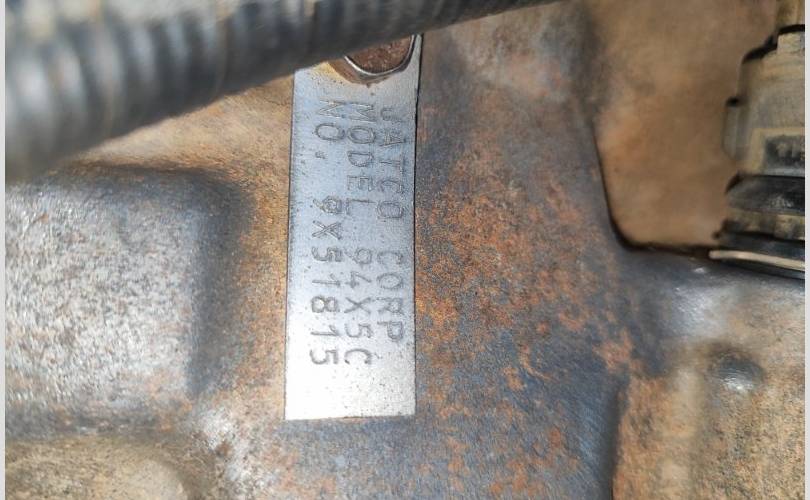 JATCO CORP
MODEL 94X5C
NO. 9X51815